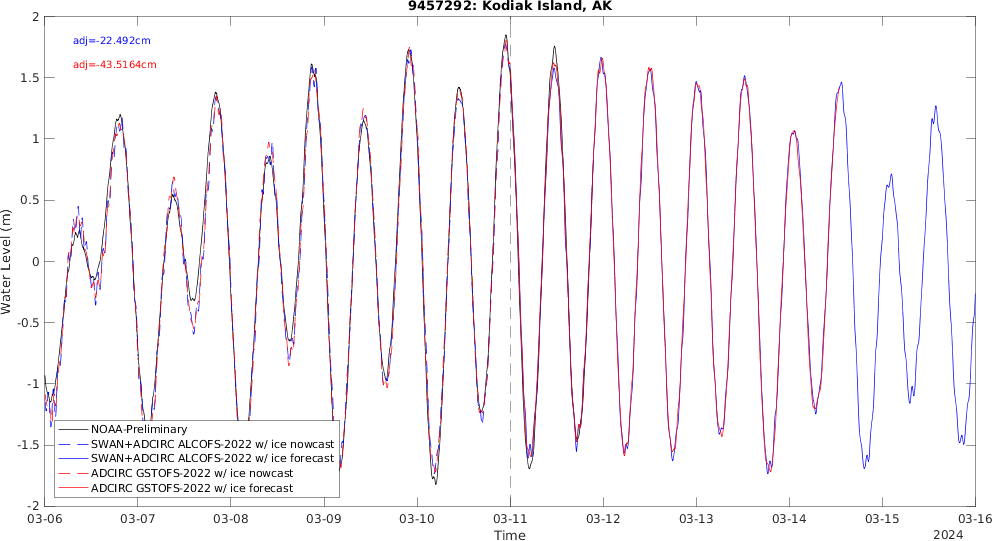 9457292: Kodiak Island, AK
adj=-22.492cm
adj=-43.5164cm
2
1.5
1
0.5
0
-0.5
-1
-1.5
-2
Water Level (m)
NOAA-Preliminary
SWAN+ADCIRC ALCOFS-2022 w/ ice nowcast
SWAN+ADCIRC ALCOFS-2022 w/ ice forecast
ADCIRC GSTOFS-2022 w/ ice nowcast
ADCIRC GSTOFS-2022 w/ ice forecast
03-06 03-07 03-08 03-09 03-10 03-11 03-12 03-13 03-14 03-15 03-16
Time
2024